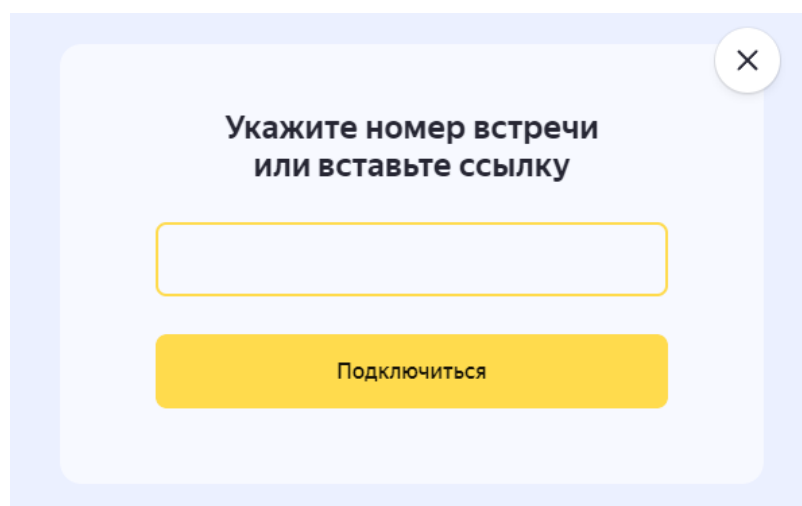 Укажите номер встречи
или вставьте ссылку
Подключиться